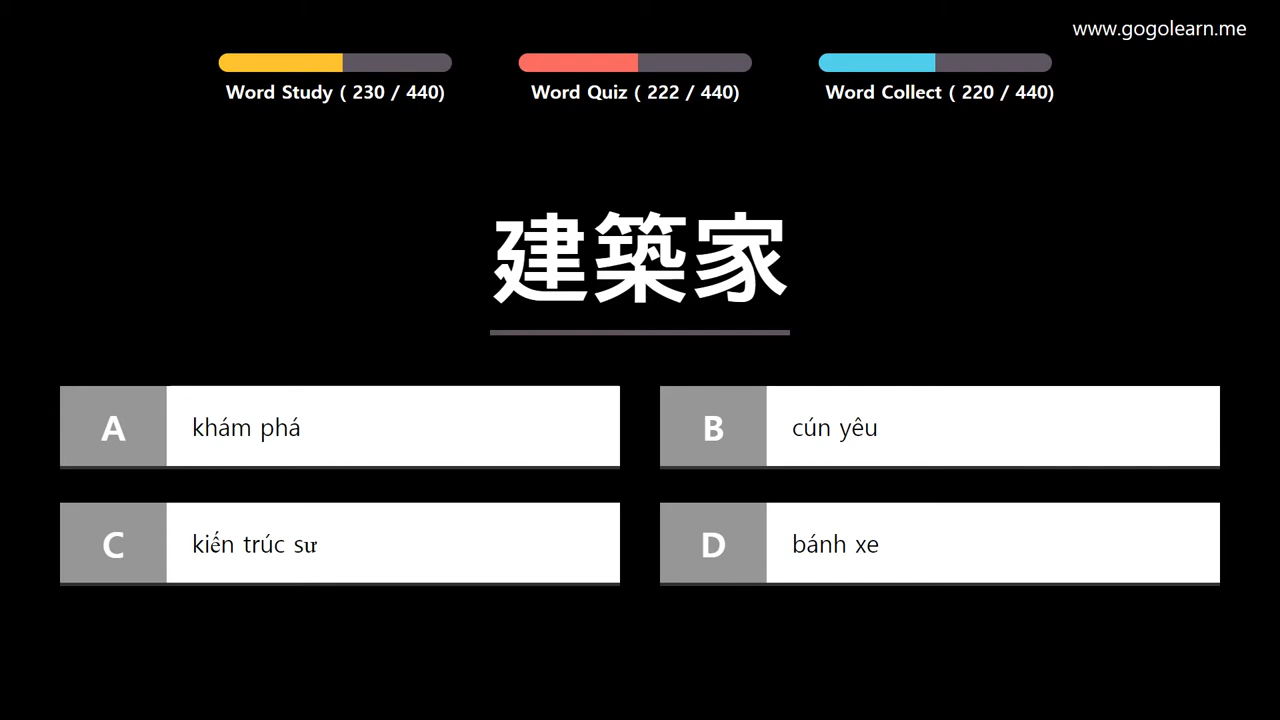 www.gogolearn.me
Word Study ( 230 / 440)
Word Quiz ( 222 / 440)
Word Collect ( 220 / 440)
建築家
A khám phá
B cún yêu
C kiến trúc sư
D bánh xe